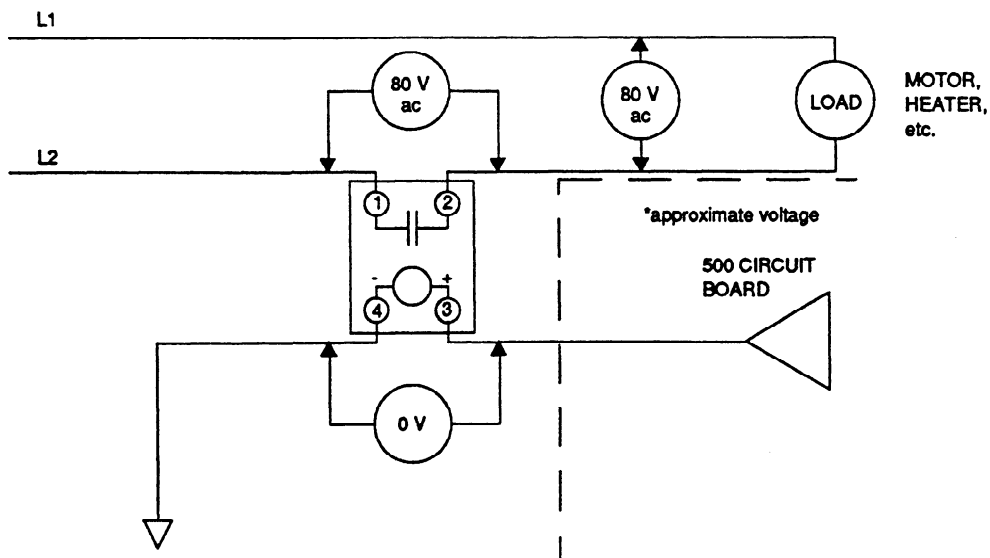 L1
80 V
ac
80 V
ac
LOAD
MOTOR,
HEATER,
etc.
L2
1
2
*approximate voltage
500 CIRCUIT
BOARD
-
+
4
3
0 V